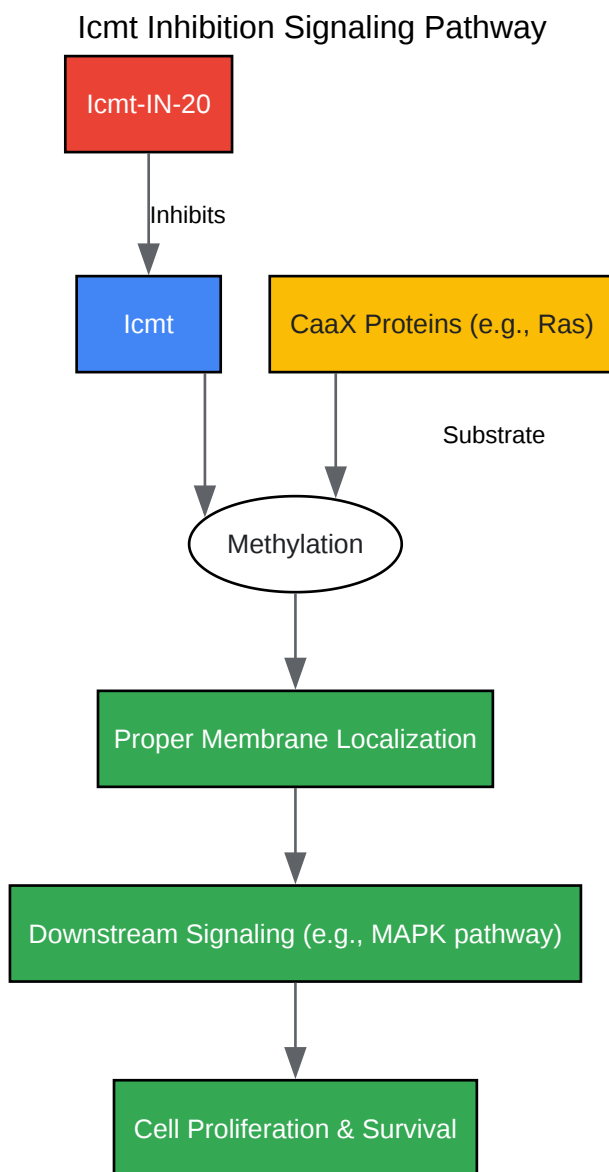 Icmt Inhibition Signaling Pathway
Icmt-IN-20
Inhibits
Icmt
CaaX Proteins (e.g., Ras)
Substrate
Methylation
Proper Membrane Localization
Downstream Signaling (e.g., MAPK pathway)
Cell Proliferation & Survival